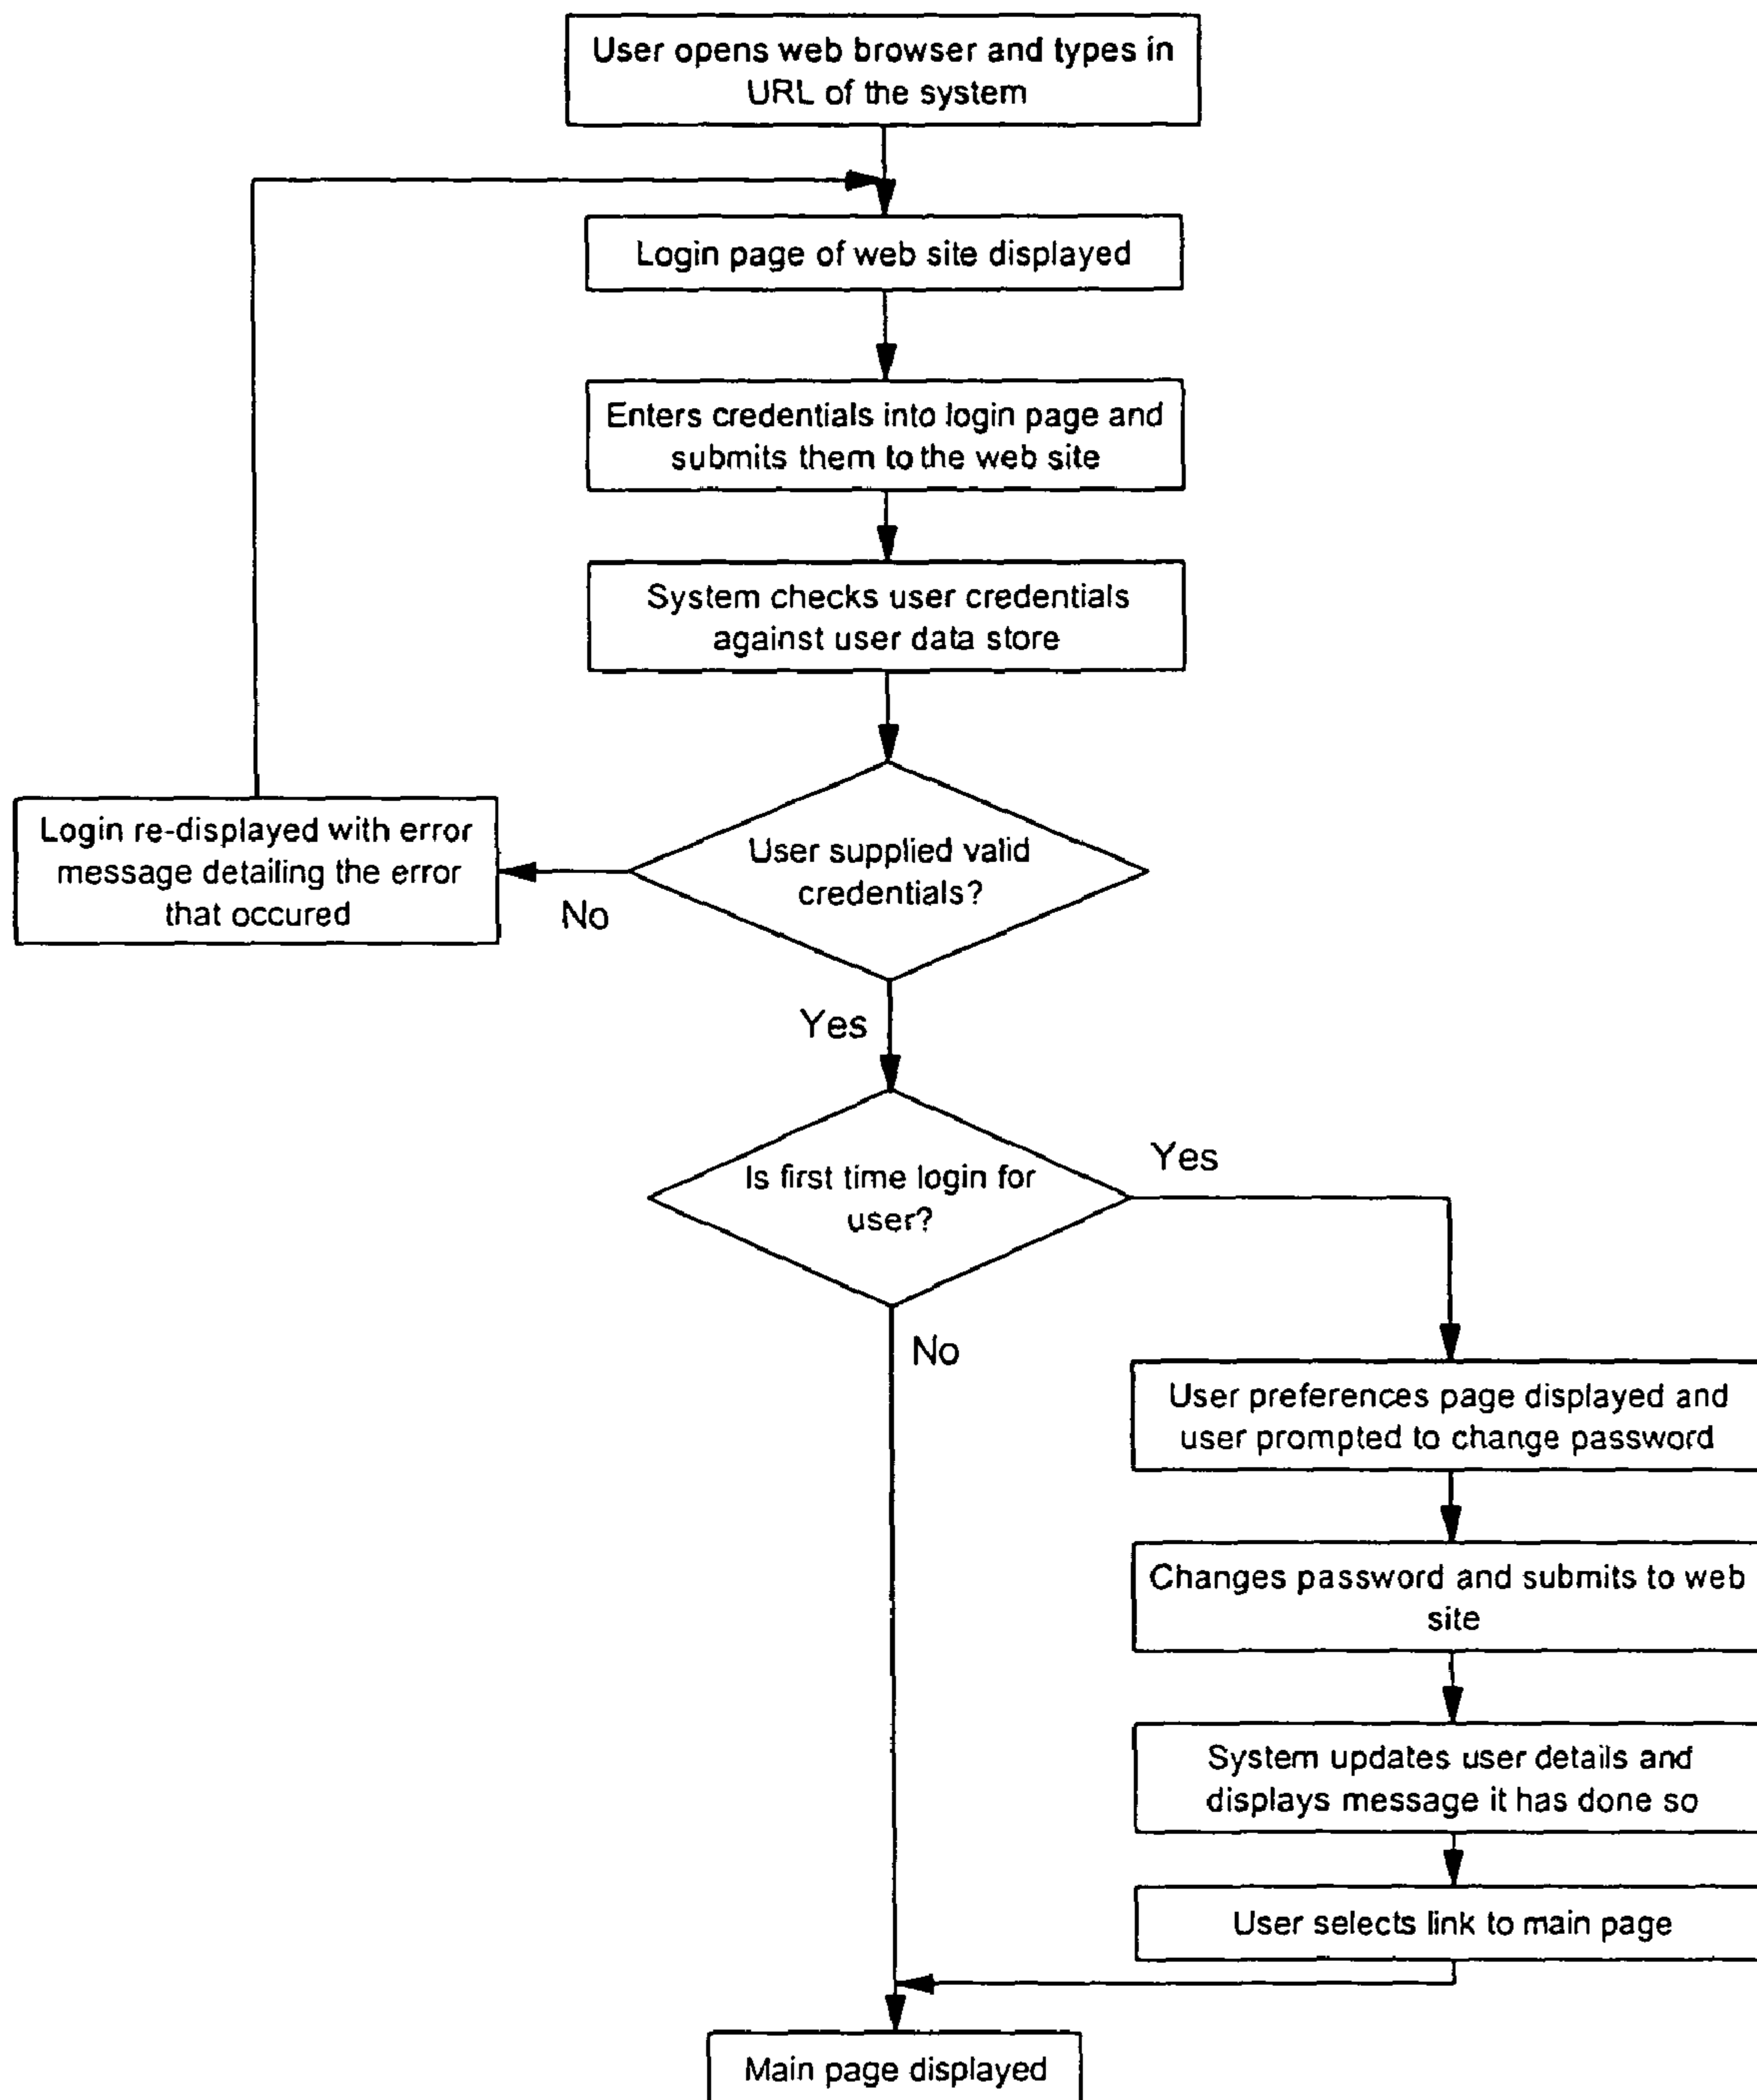 User opens web browser and types in
URL of the system
Login page of web site displayed
Enters credentials into login page and
submits them to the web site
System checks user credentials
against user data store
User supplied valid
credentials?
No
Login re-displayed with error
message detailing the error
that occured
Yes
Is first time login for
user?
Yes
No
User preferences page displayed and
user prompted to change password
Changes password and submits to web
site
System updates user details and
displays message it has done so
User selects link to main page
Main page displayed